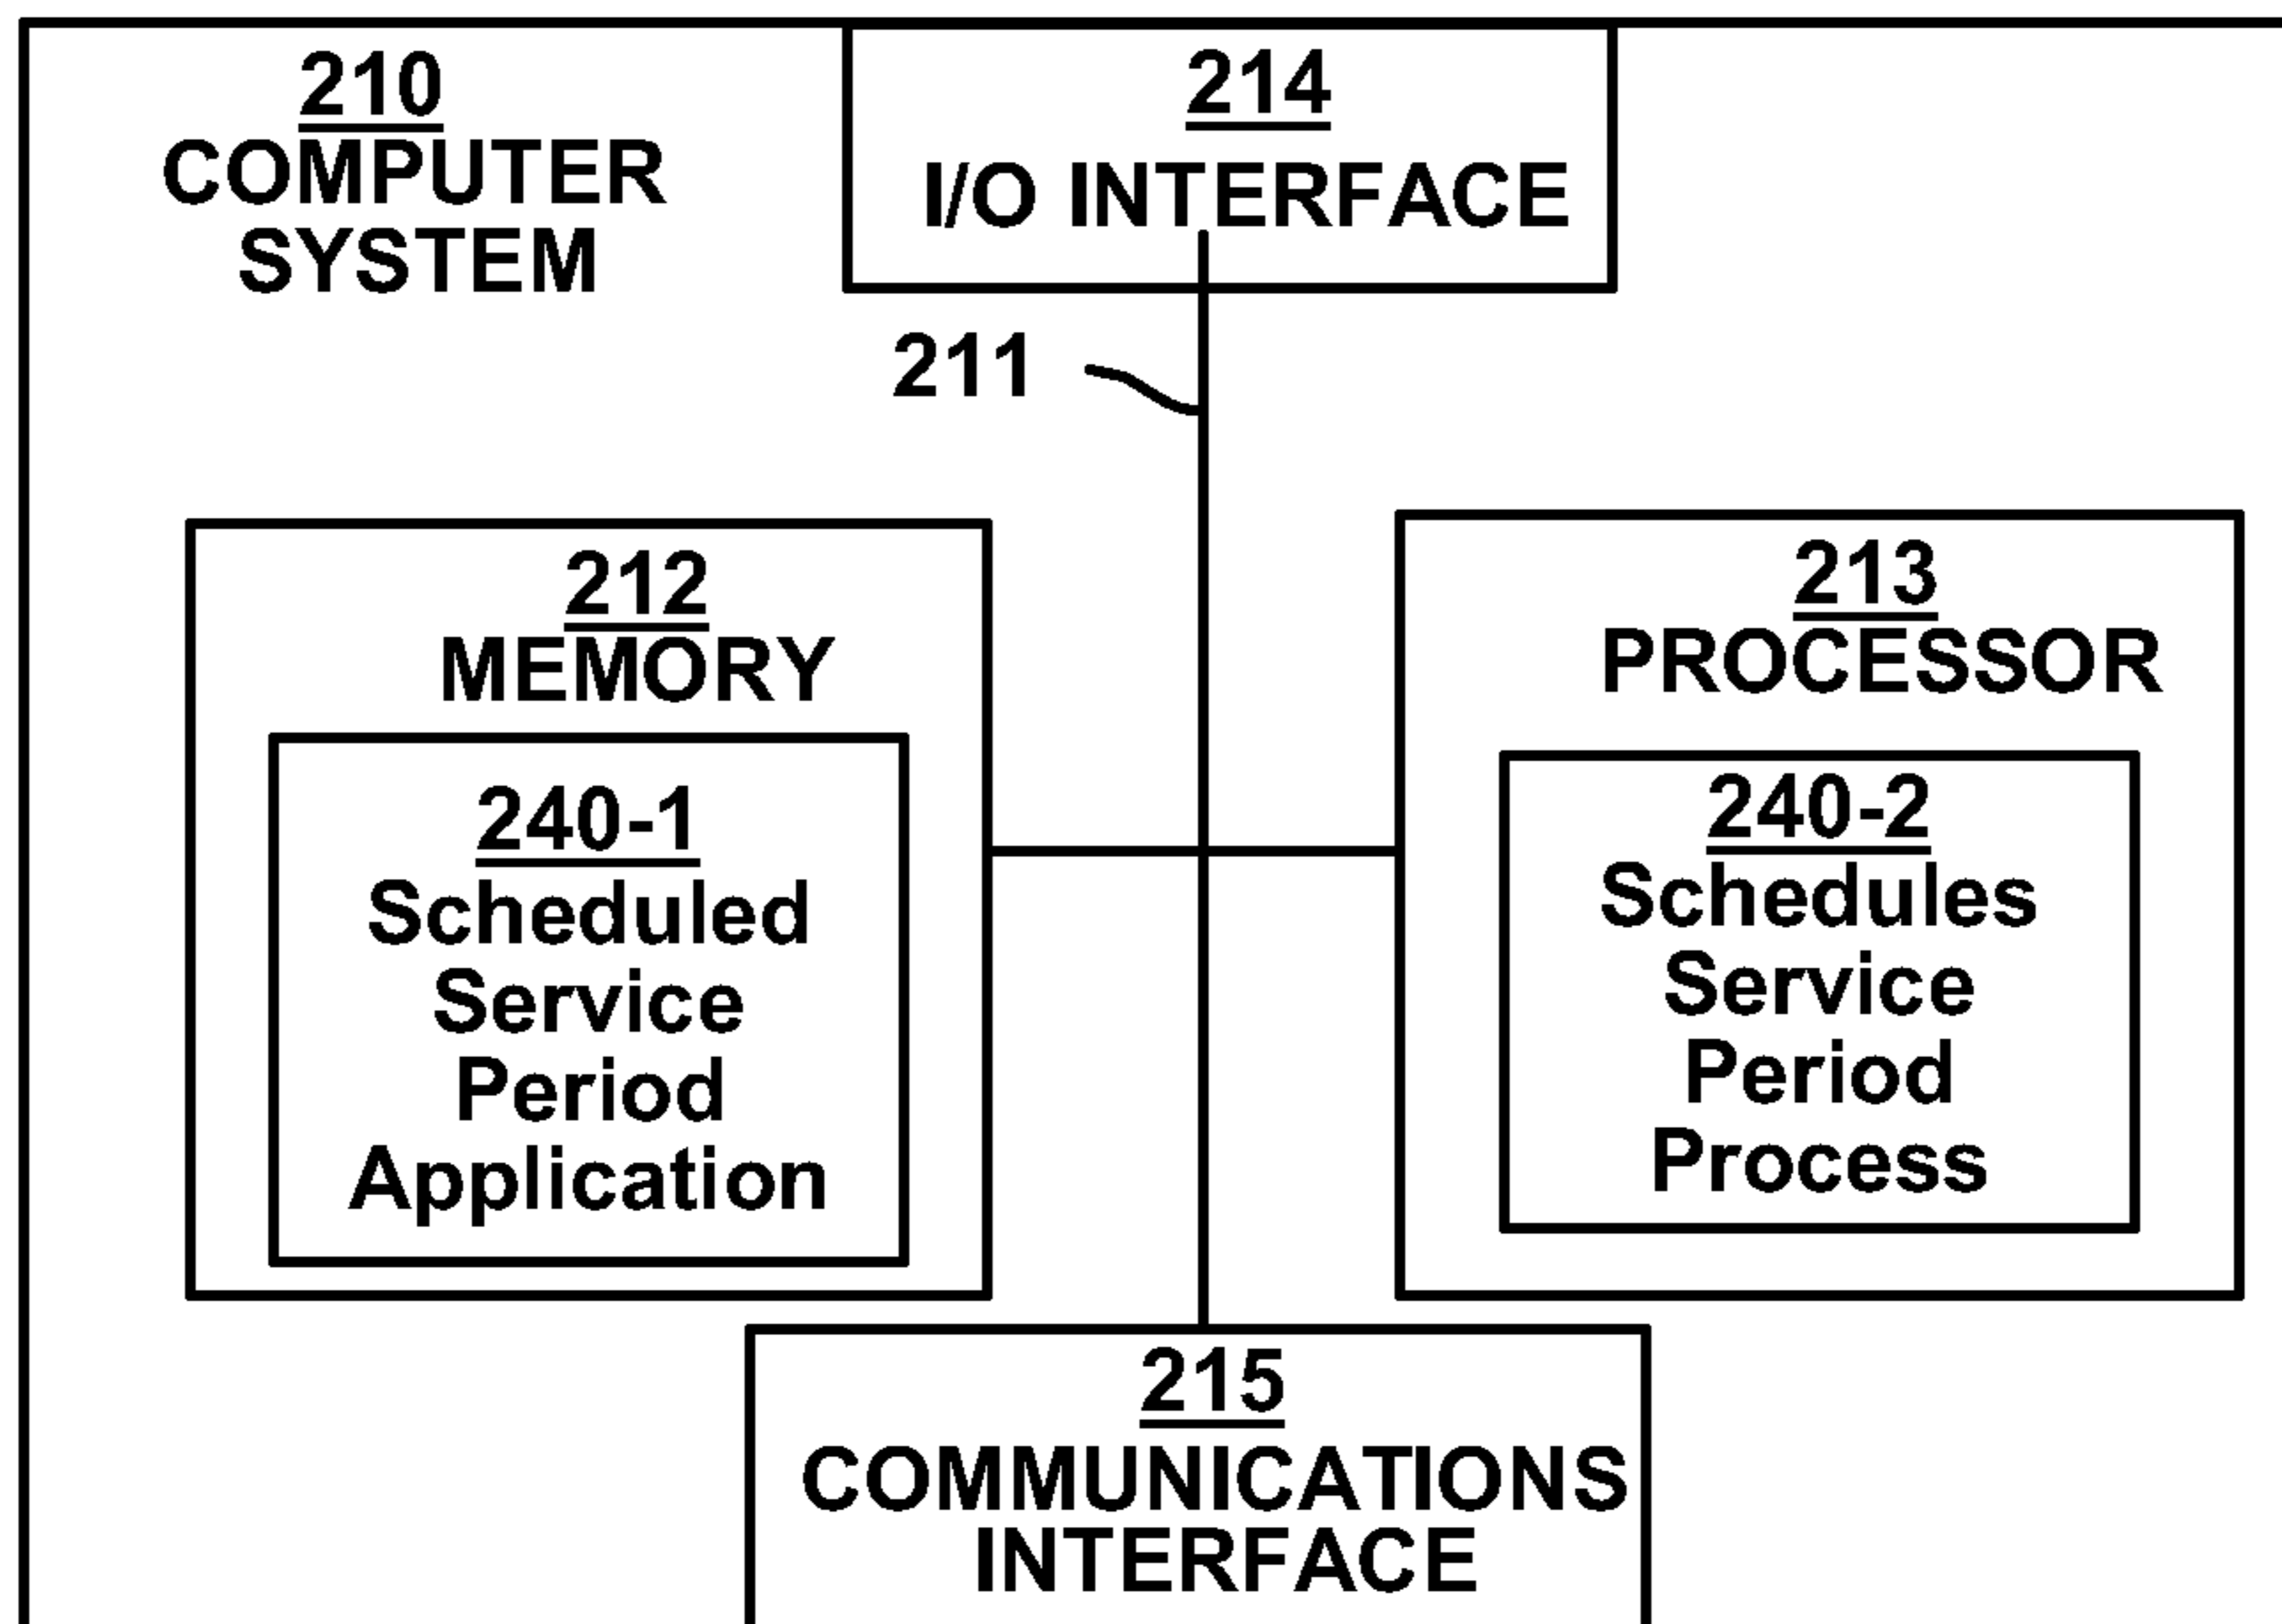 210
COMPUTER
SYSTEM
214
I/O INTERFACE
211
212
MEMORY
240-1
Scheduled
Service
Period
Application
213
PROCESSOR
240-2
Schedules
Service
Period
Process
215
COMMUNICATIONS
INTERFACE